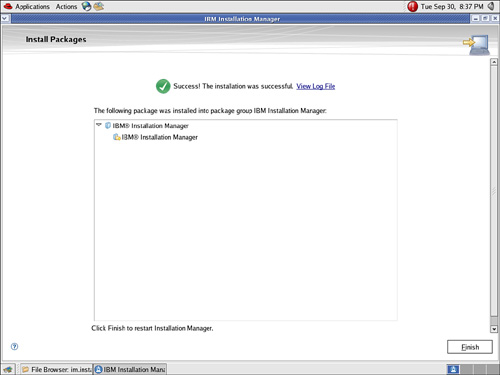 Applications Actions Tue Sep 30, 8:37 PM
IBM Installation Manager
Install Packages
Success! The installation was successful. View Log File
The following package was installed into package group IBM Installation Manager:
IBM® Installation Manager
IBM® Installation Manager
Click Finish to restart Installation Manager.
Finish
File Browser: im.inst IBM Installation Mana